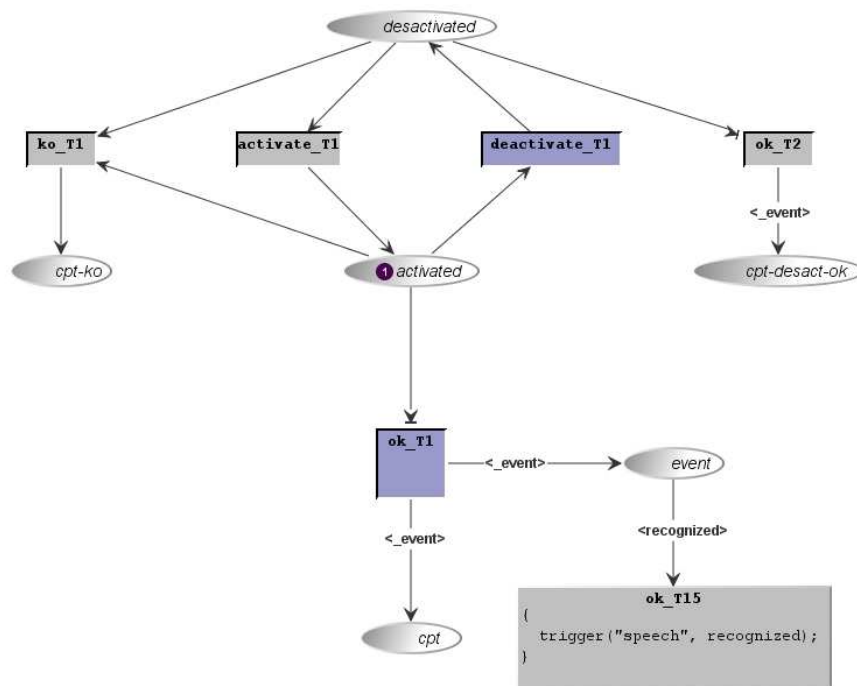 desactivated
ko_T1
activate_T1
deactivate_T1
ok_T2
<_event>
cpt-ko
1 activated
cpt-desact-ok
ok_T1
<_event>
event
<_event>
<recognized>
cpt
ok_T15
{
trigger("speech", recognized);
}